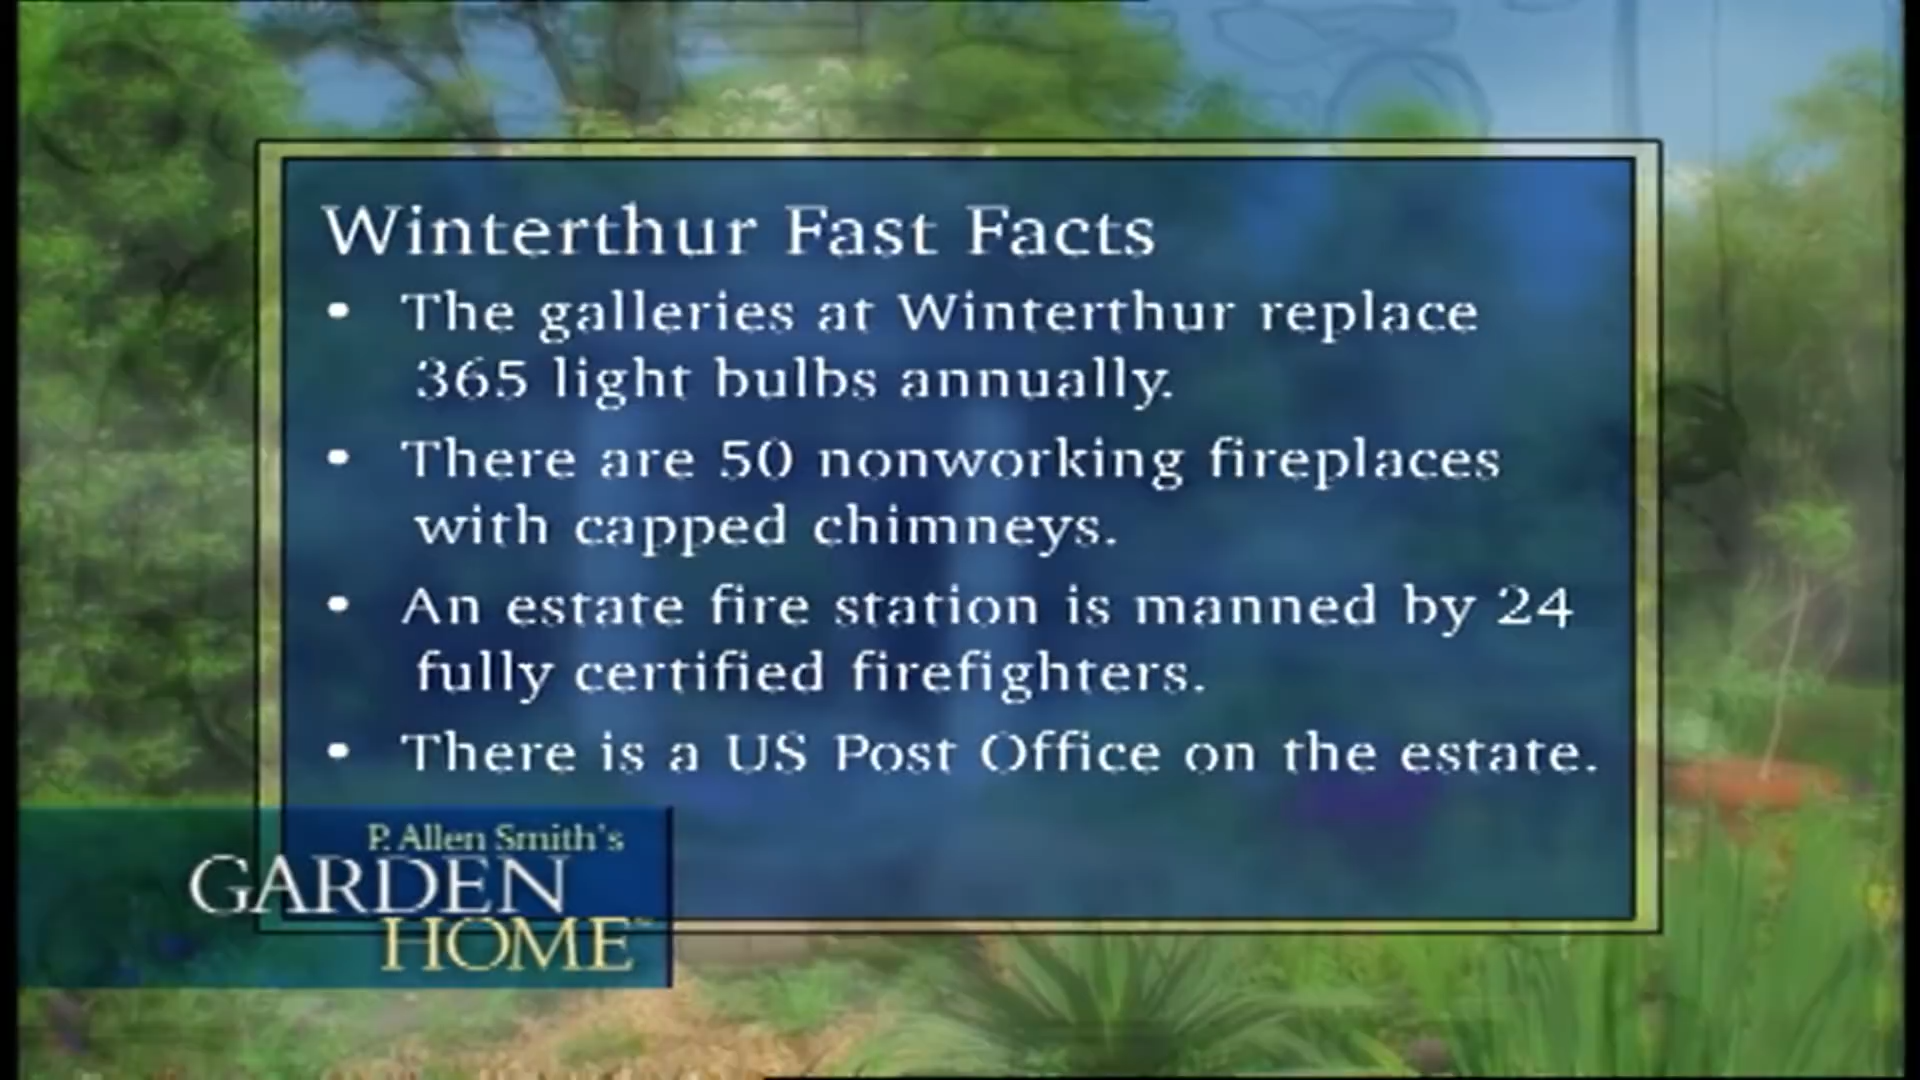 Winterthur Fast Facts
• The galleries at Winterthur replace
365 light bulbs annually.
• There are 50 nonworking fireplaces
with capped chimneys.
• An estate fire station is manned by 24
fully certified firefighters.
• There is a US Post Office on the estate.
P. Allen Smith's
GARDEN
HOME™